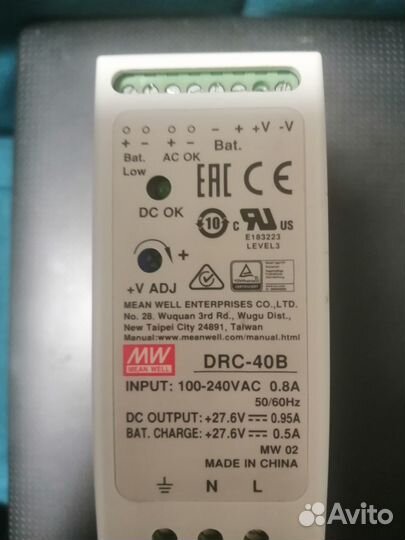 - + +V -V
+ - + - Bat.
Bat. AC OK
Low
DC OK
EAC CE
10 c RU us
E183223
LEVEL3
+
+V ADJ
MEAN WELL ENTERPRISES CO.,LTD.
No. 28. Wuquan 3rd Rd., Wugu Dist.,
New Taipei City 24891, Taiwan
Manual:www.meanwell.com/manual.html
MW
MEAN WELL
DRC-40B
INPUT: 100-240VAC 0.8A
50/60Hz
DC OUTPUT: +27.6V 0.95A
BAT. CHARGE: +27.6V 0.5A
MW 02
MADE IN CHINA
N L
Avito